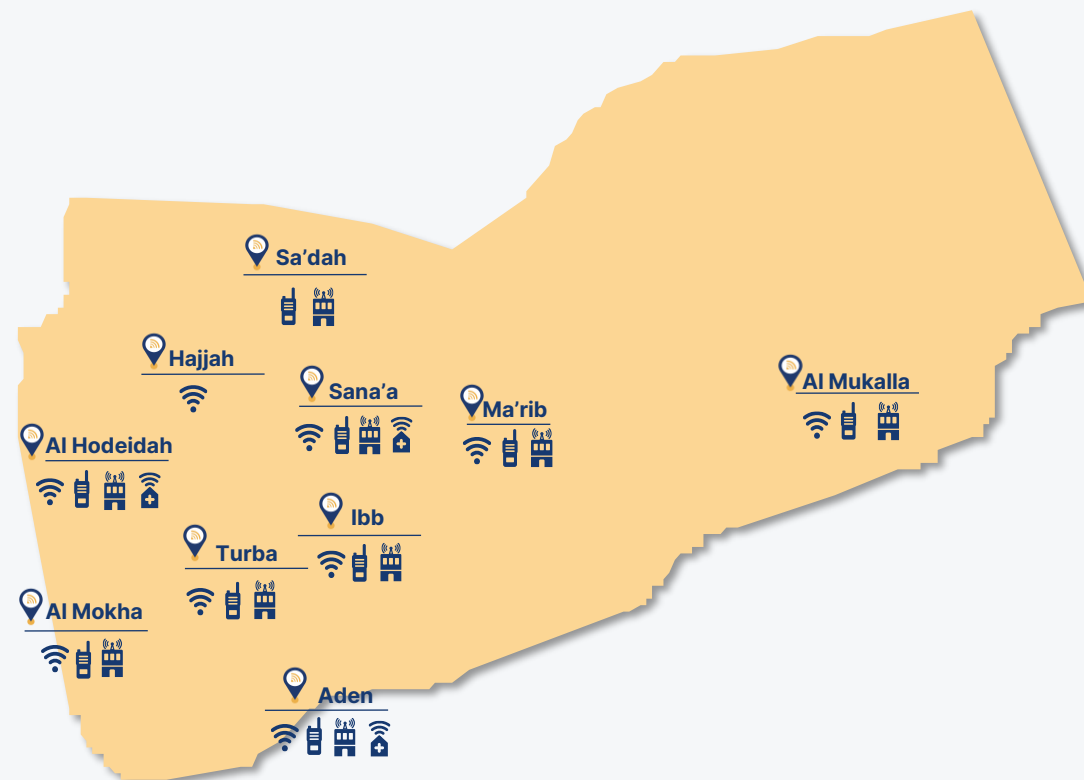 Sa’dah
Hajjah
Sana’a
Al Mukalla
Ma’rib
Al Hodeidah
Ibb
Turba
Al Mokha
Aden